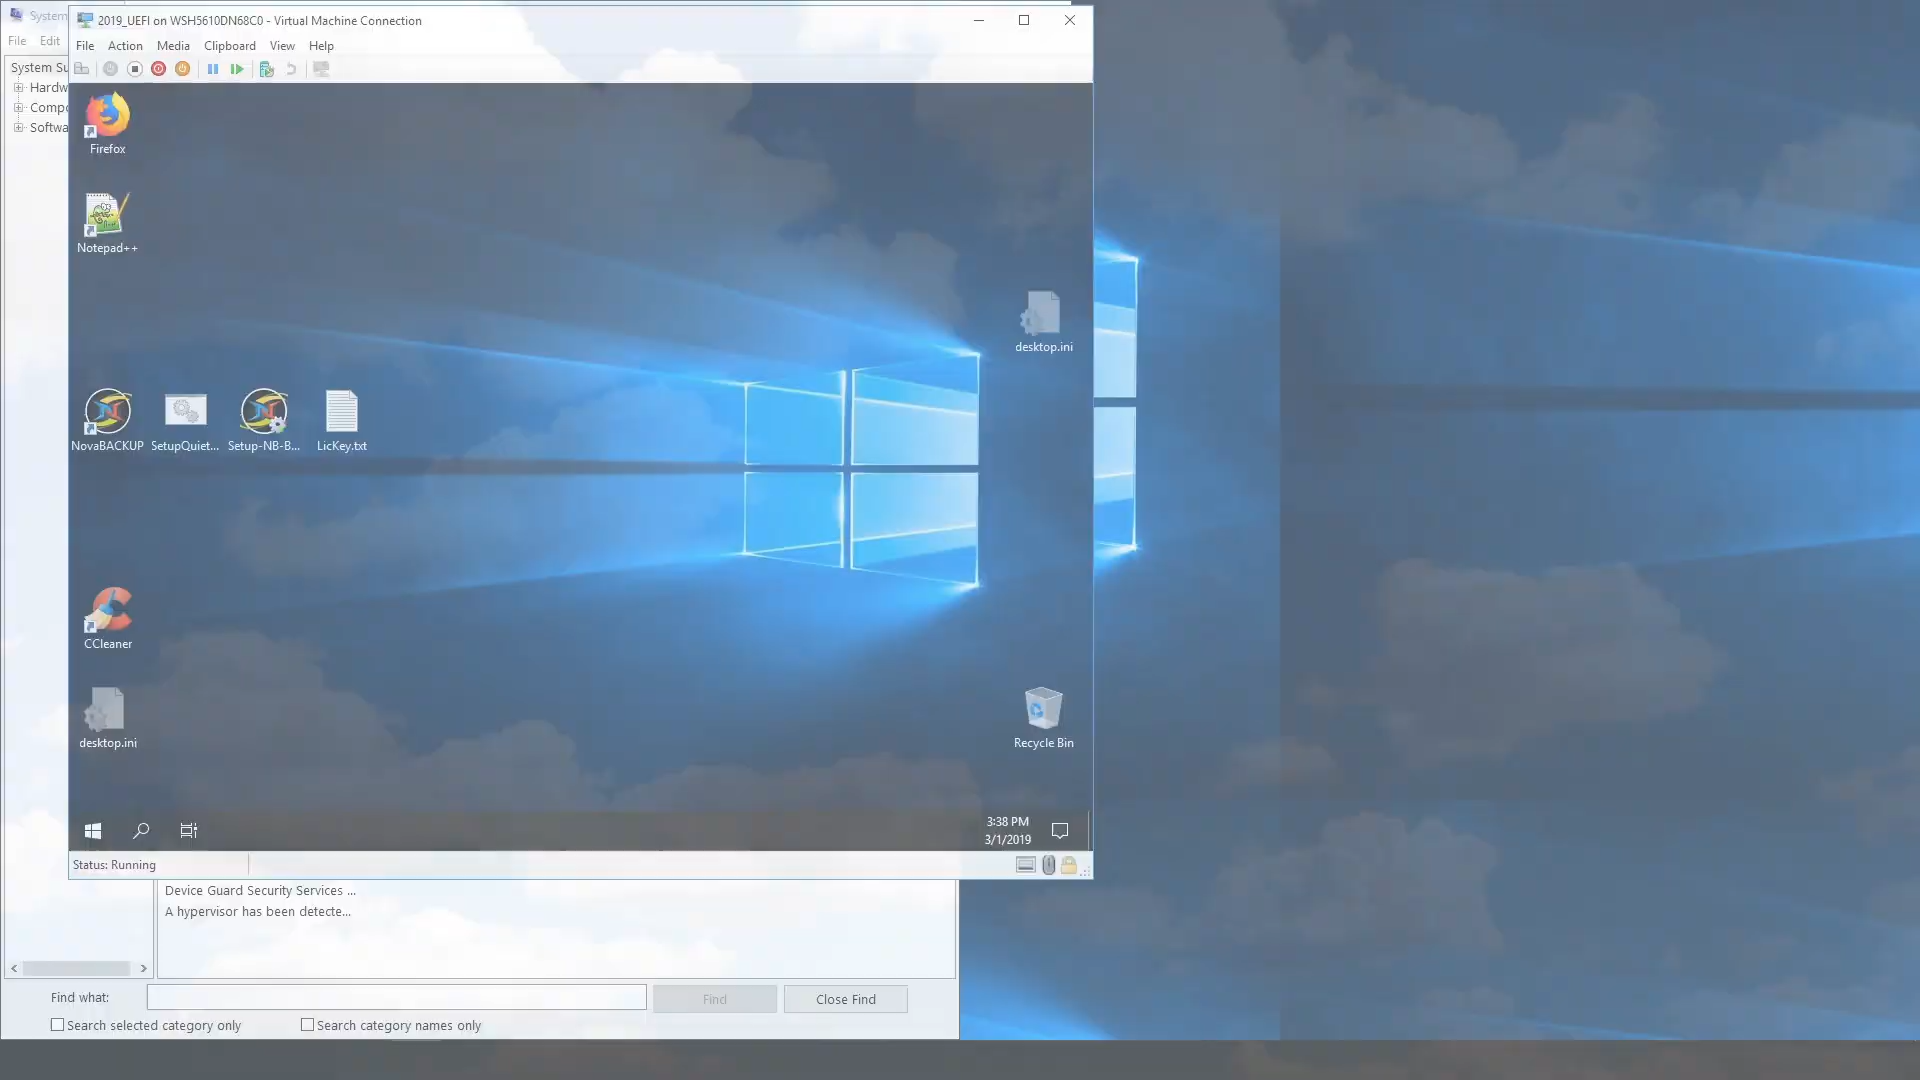 System
2019_UEFI on WSH5610DN68C0 - Virtual Machine Connection
File Edit
File Action Media Clipboard View Help
System Su
Hardw
Compo
Softwa
Firefox
Notepad++
desktop.ini
NovaBACKUP SetupQuiet... Setup-NB-B... LicKey.txt
CCleaner
desktop.ini
Recycle Bin
3:38 PM
3/1/2019
Status: Running
Device Guard Security Services ...
A hypervisor has been detecte...
Find what:
Find
Close Find
Search selected category only
Search category names only